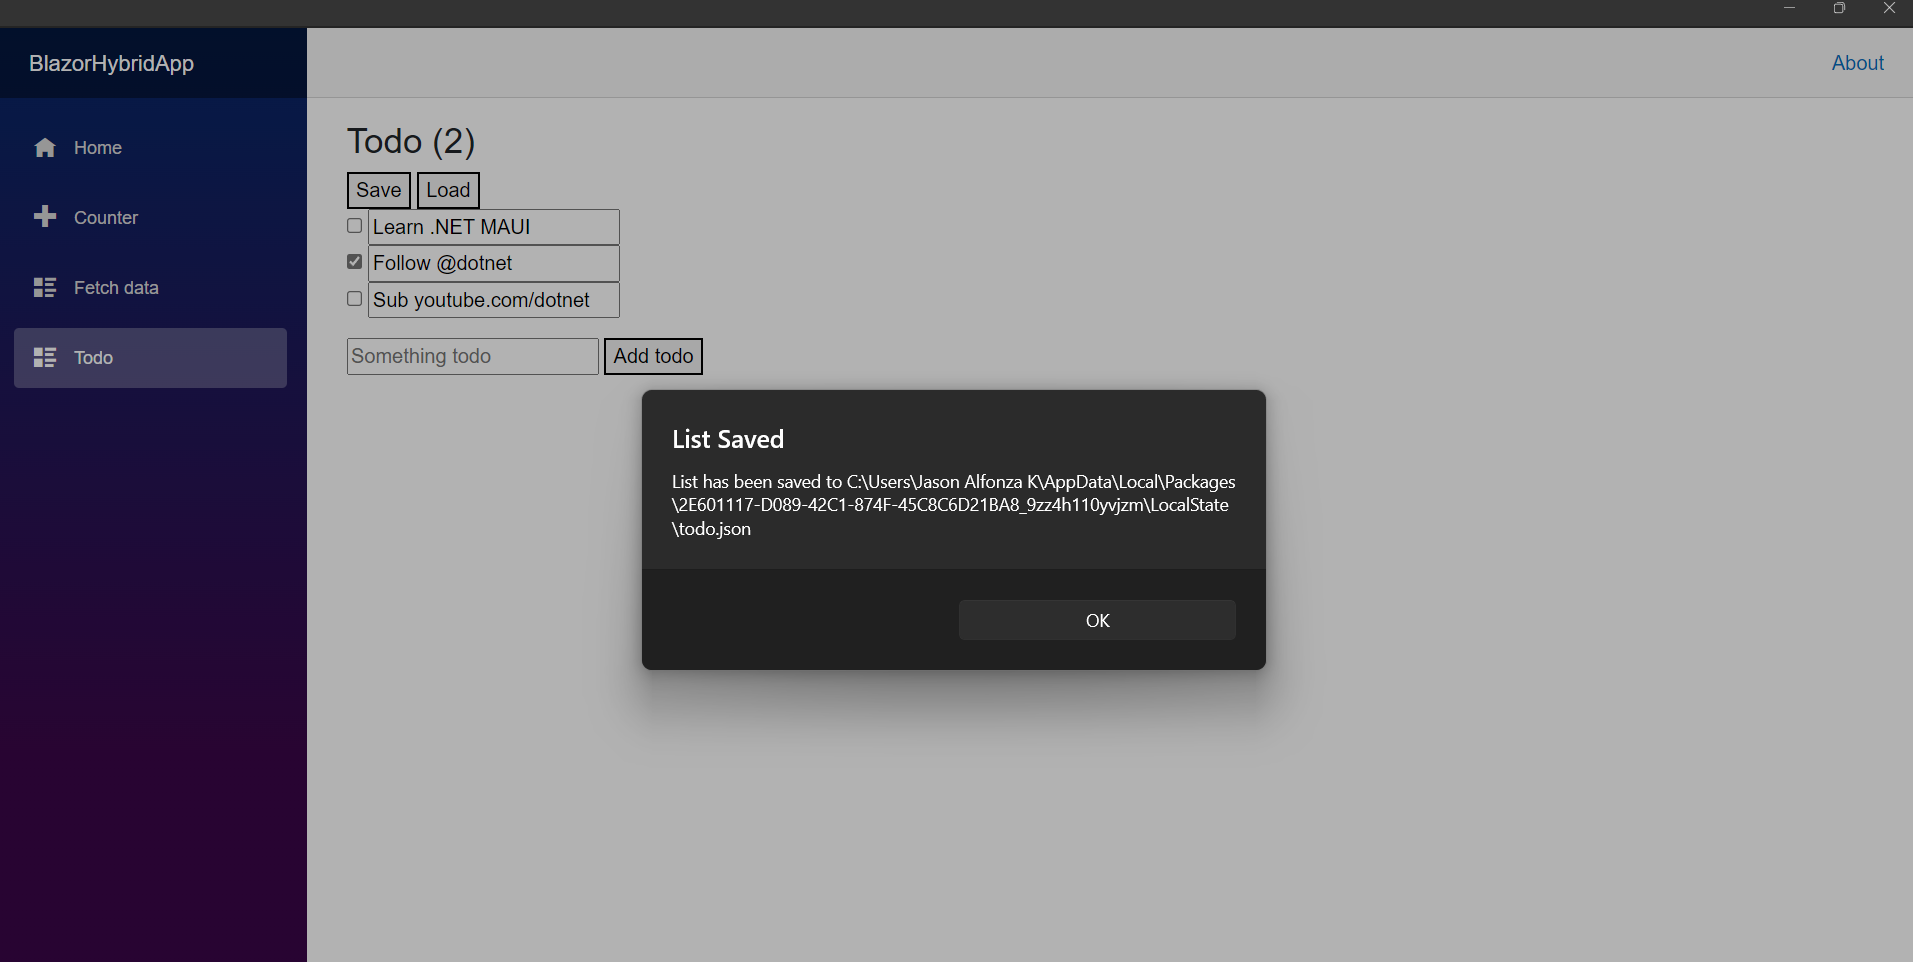 BlazorHybridApp
About
Home
Counter
Fetch data
Todo
Todo (2)
Save Load
Learn .NET MAUI
Follow @dotnet
Sub youtube.com/dotnet
Something todo Add todo
List Saved
List has been saved to C:\Users\Jason Alfonza K\AppData\Local\Packages
\2E601117-D089-42C1-874F-45C8C6D21BA8_9zz4h110yvjzm\LocalState
\todo.json
OK